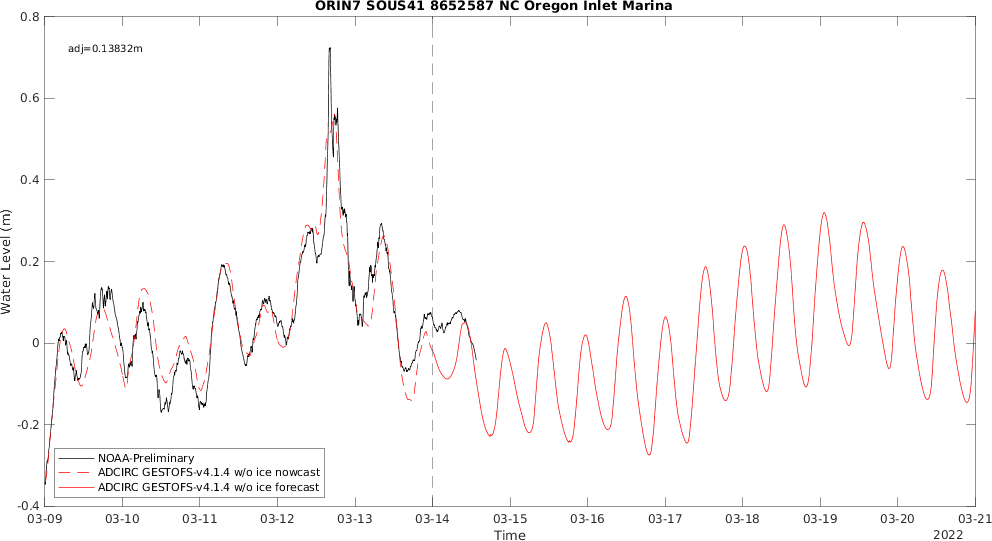 ORIN7 SOUS41 8652587 NC Oregon Inlet Marina
adj=0.13832m
Water Level (m)
0.8
0.6
0.4
0.2
0
-0.2
-0.4
NOAA-Preliminary
ADCIRC GESTOFS-v4.1.4 w/o ice nowcast
ADCIRC GESTOFS-v4.1.4 w/o ice forecast
03-09 03-10 03-11 03-12 03-13 03-14 03-15 03-16 03-17 03-18 03-19 03-20 03-21
Time
2022